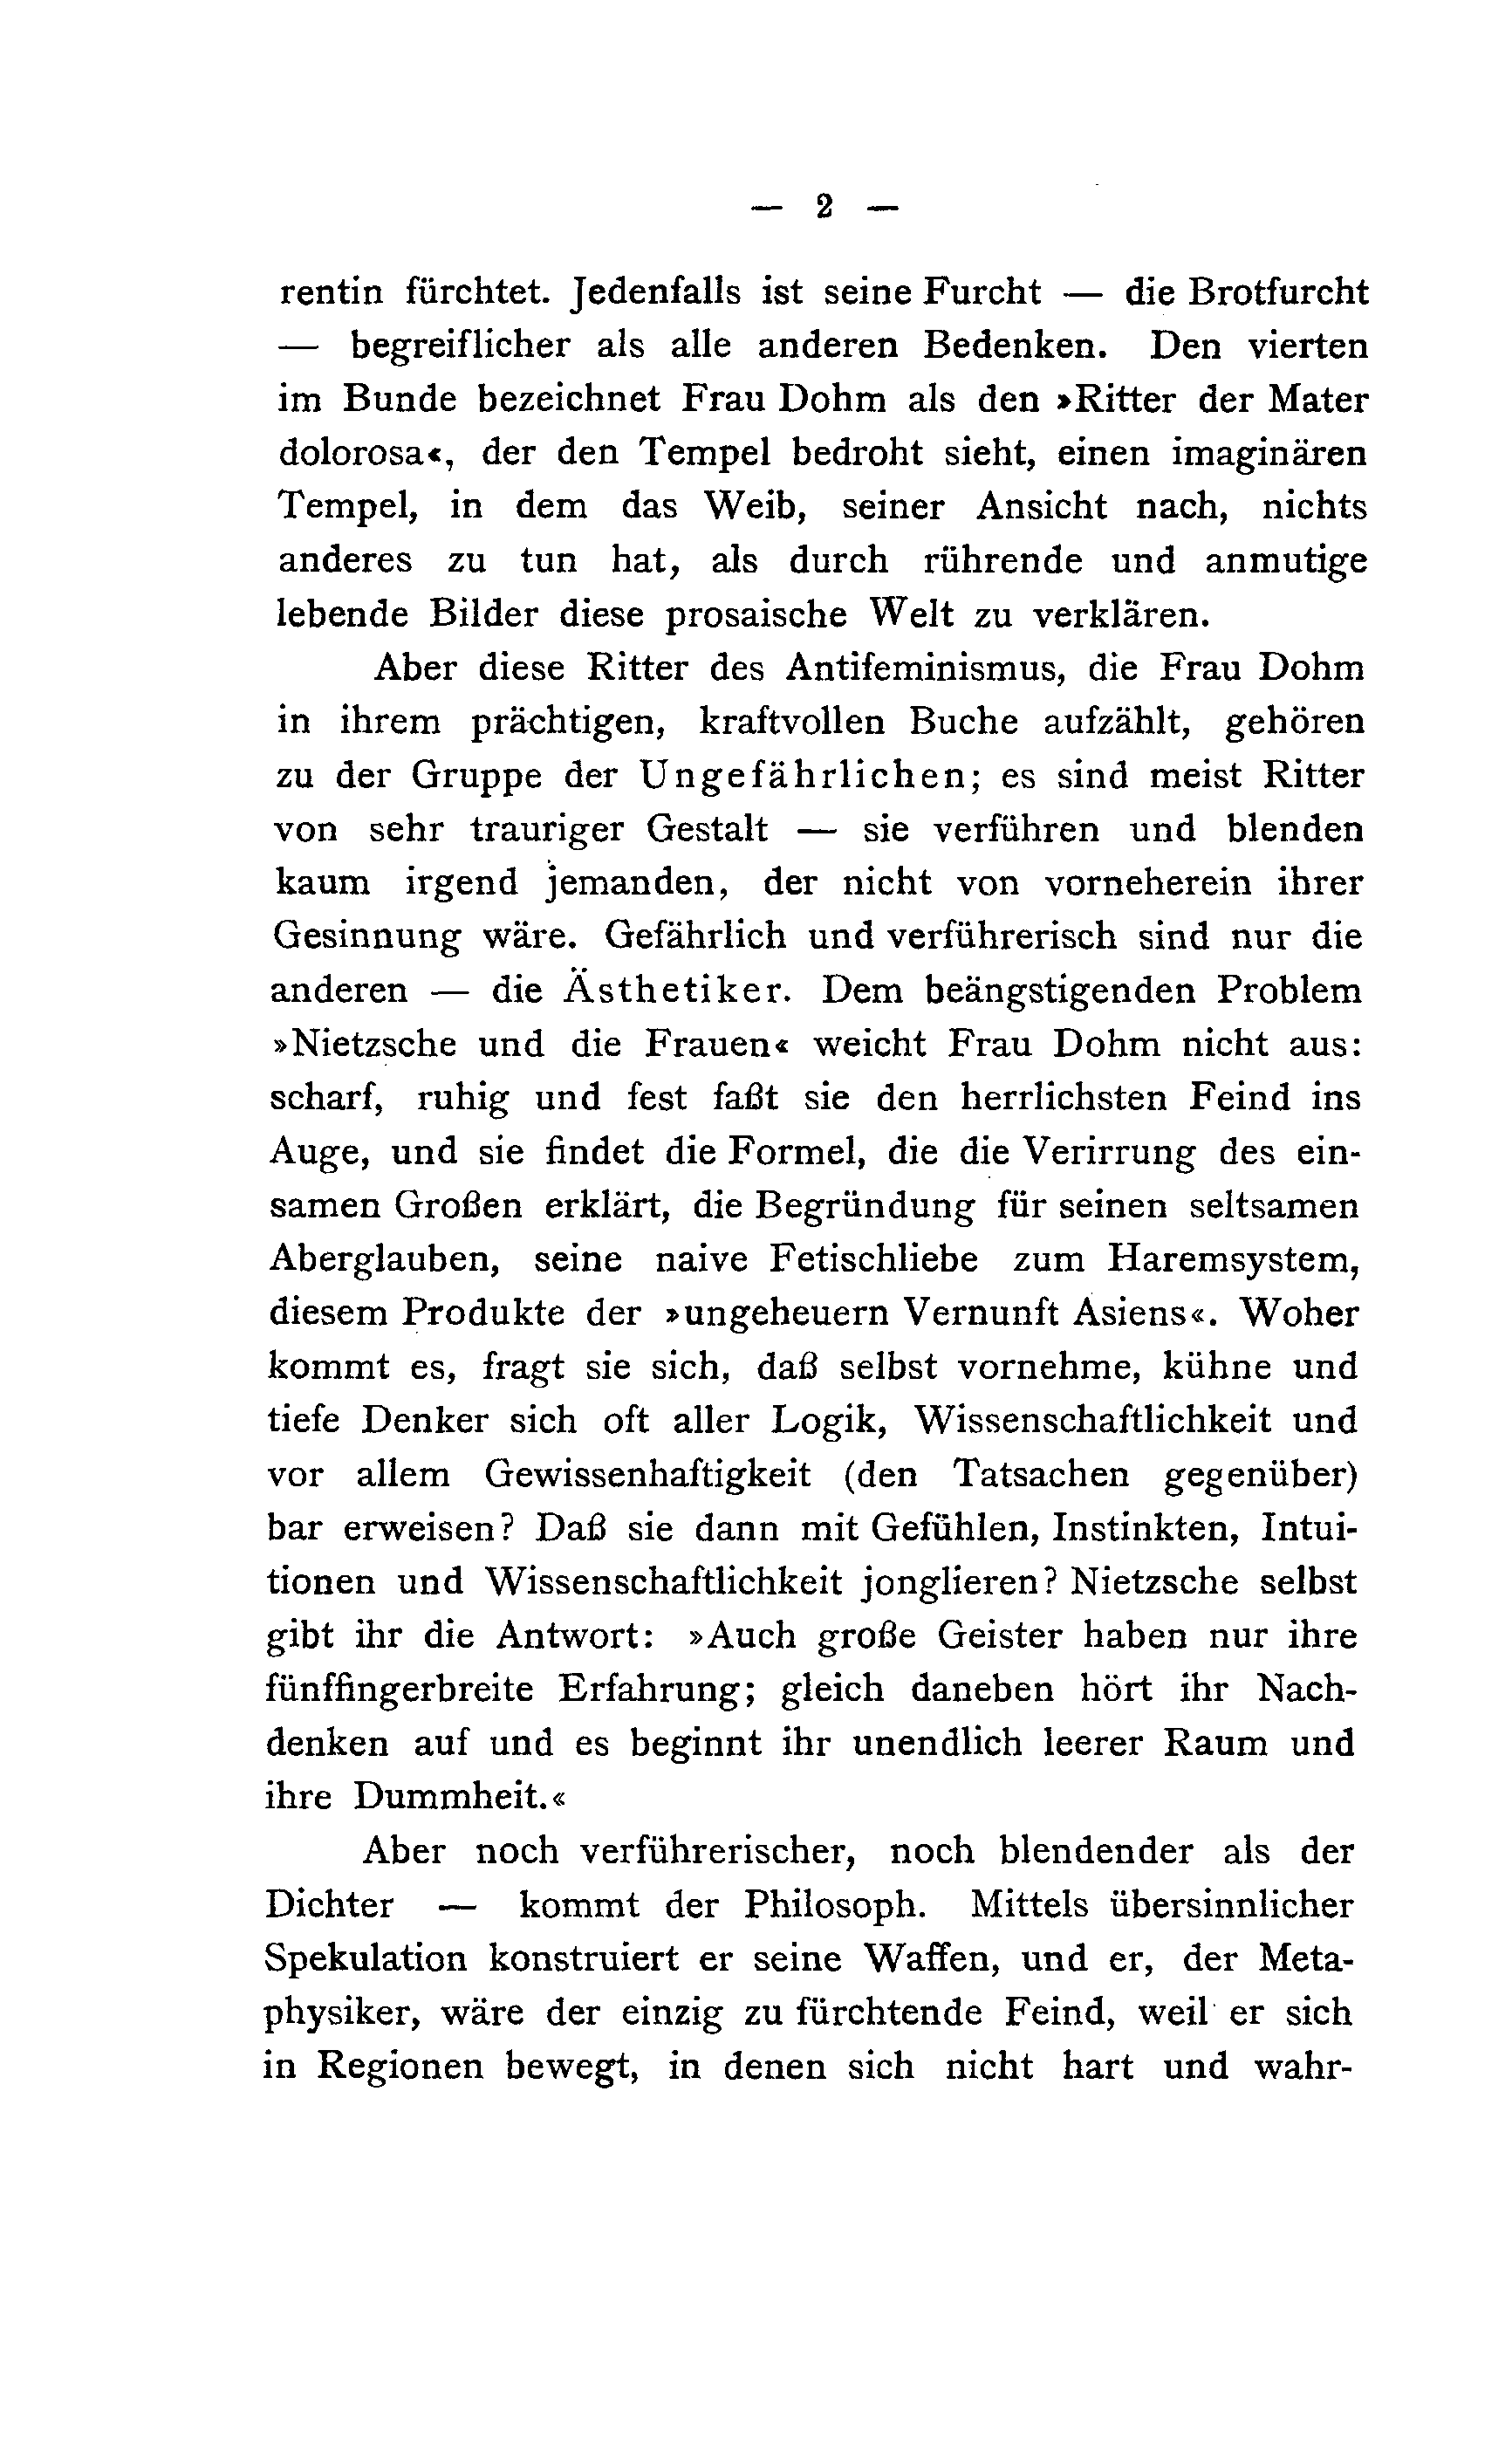 — 2 —
rentin fürchtet. Jedenfalls ist seine Furcht — die Brotfurcht
— begreiflicher als alle anderen Bedenken. Den vierten
im Bunde bezeichnet Frau Dohm als den »Ritter der Mater
dolorosa«, der den Tempel bedroht sieht, einen imaginären
Tempel, in dem das Weib, seiner Ansicht nach, nichts
anderes zu tun hat, als durch rührende und anmutige
lebende Bilder diese prosaische Welt zu verklären.
Aber diese Ritter des Antifeminismus, die Frau Dohm
in ihrem prächtigen, kraftvollen Buche aufzählt, gehören
zu der Gruppe der Ungefährlichen; es sind meist Ritter
von sehr trauriger Gestalt — sie verführen und blenden
kaum irgend jemanden, der nicht von vorneherein ihrer
Gesinnung wäre. Gefährlich und verführerisch sind nur die
anderen — die Ästhetiker. Dem beängstigenden Problem
»Nietzsche und die Frauen« weicht Frau Dohm nicht aus:
scharf, ruhig und fest faßt sie den herrlichsten Feind ins
Auge, und sie findet die Formel, die die Verirrung des ein-
samen Großen erklärt, die Begründung für seinen seltsamen
Aberglauben, seine naive Fetischliebe zum Haremsystem,
diesem Produkte der »ungeheuern Vernunft Asiens«. Woher
kommt es, fragt sie sich, daß selbst vornehme, kühne und
tiefe Denker sich oft aller Logik, Wissenschaftlichkeit und
vor allem Gewissenhaftigkeit (den Tatsachen gegenüber)
bar erweisen? Daß sie dann mit Gefühlen, Instinkten, Intui-
tionen und Wissenschaftlichkeit jonglieren? Nietzsche selbst
gibt ihr die Antwort: »Auch große Geister haben nur ihre
fünffingerbreite Erfahrung; gleich daneben hört ihr Nach-
denken auf und es beginnt ihr unendlich leerer Raum und
ihre Dummheit.«
Aber noch verführerischer, noch blendender als der
Dichter — kommt der Philosoph. Mittels übersinnlicher
Spekulation konstruiert er seine Waffen, und er, der Meta-
physiker, wäre der einzig zu fürchtende Feind, weil er sich
in Regionen bewegt, in denen sich nicht hart und wahr-